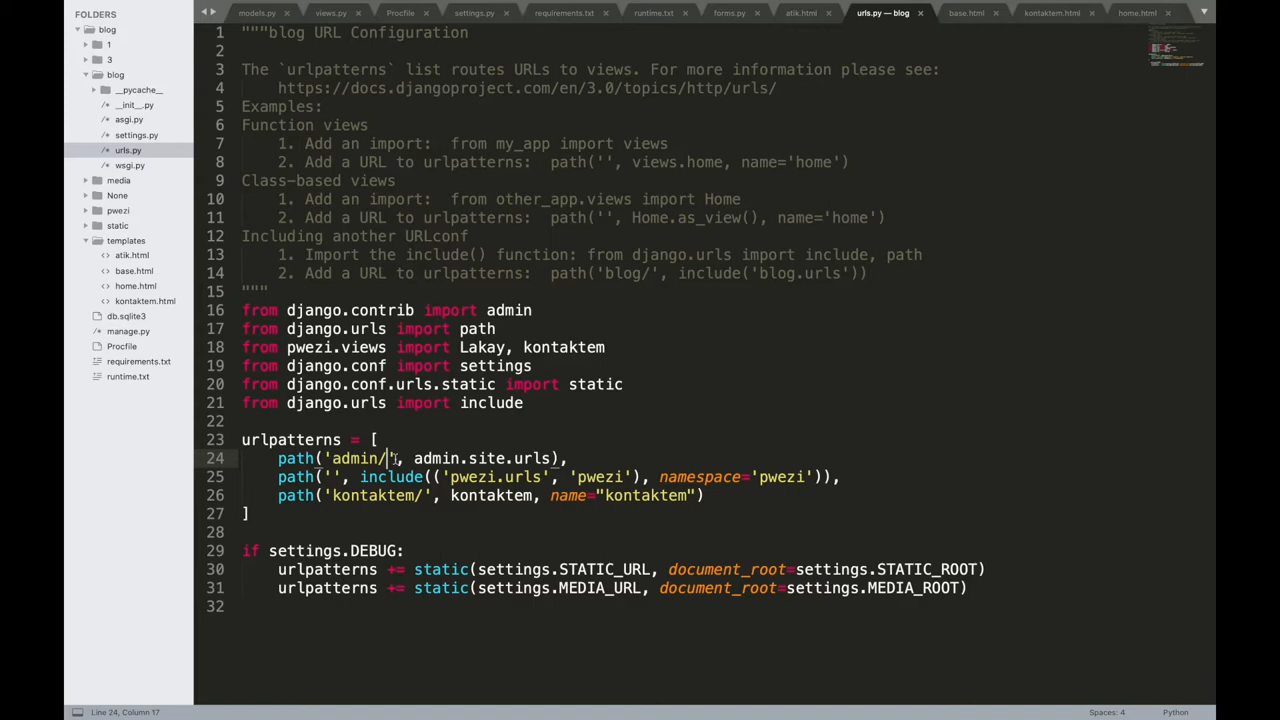 FOLDERS
blog
1
3
blog
__pycache__
__init__.py
asgi.py
settings.py
urls.py
wsgi.py
media
None
pwezi
static
templates
atik.html
base.html
home.html
kontaktem.html
db.sqlite3
manage.py
Procfile
requirements.txt
runtime.txt
models.py × views.py × Procfile × settings.py × requirements.txt × runtime.txt × forms.py × atik.html × urls.py — blog × base.html × kontaktem.html × home.html ×
1 """blog URL Configuration
2
3 The `urlpatterns` list routes URLs to views. For more information please see:
4     https://docs.djangoproject.com/en/3.0/topics/http/urls/
5 Examples:
6 Function views
7     1. Add an import:  from my_app import views
8     2. Add a URL to urlpatterns:  path('', views.home, name='home')
9 Class-based views
10     1. Add an import:  from other_app.views import Home
11     2. Add a URL to urlpatterns:  path('', Home.as_view(), name='home')
12 Including another URLconf
13     1. Import the include() function: from django.urls import include, path
14     2. Add a URL to urlpatterns:  path('blog/', include('blog.urls'))
15 """
16 from django.contrib import admin
17 from django.urls import path
18 from pwezi.views import Lakay, kontaktem
19 from django.conf import settings
20 from django.conf.urls.static import static
21 from django.urls import include
22
23 urlpatterns = [
24     path('admin/', admin.site.urls),
25     path('', include(('pwezi.urls', 'pwezi'), namespace='pwezi')),
26     path('kontaktem/', kontaktem, name="kontaktem")
27 ]
28
29 if settings.DEBUG:
30     urlpatterns += static(settings.STATIC_URL, document_root=settings.STATIC_ROOT)
31     urlpatterns += static(settings.MEDIA_URL, document_root=settings.MEDIA_ROOT)
32
Line 24, Column 17
Spaces: 4
Python